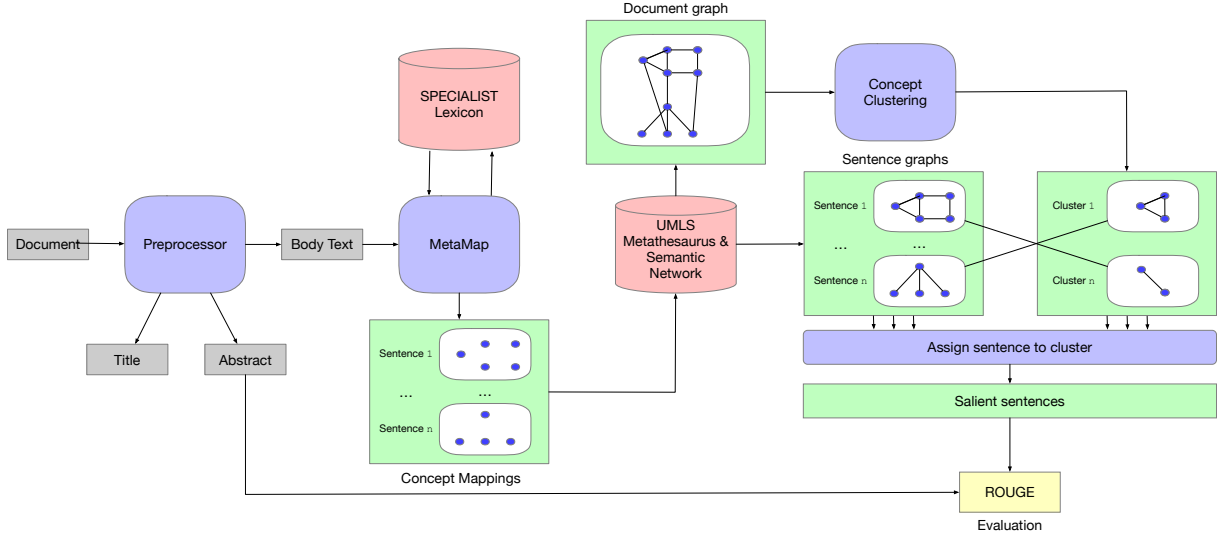 Document graph
SPECIALIST
Lexicon
Concept
Clustering
Sentence graphs
Document
Preprocessor
Body Text
MetaMap
UMLS
Metathesaurus &
Semantic
Network
Sentence 1
...
...
Sentence n
Cluster 1
Cluster n
Title
Abstract
Sentence 1
...
...
Sentence n
Concept Mappings
Assign sentence to cluster
Salient sentences
ROUGE
Evaluation